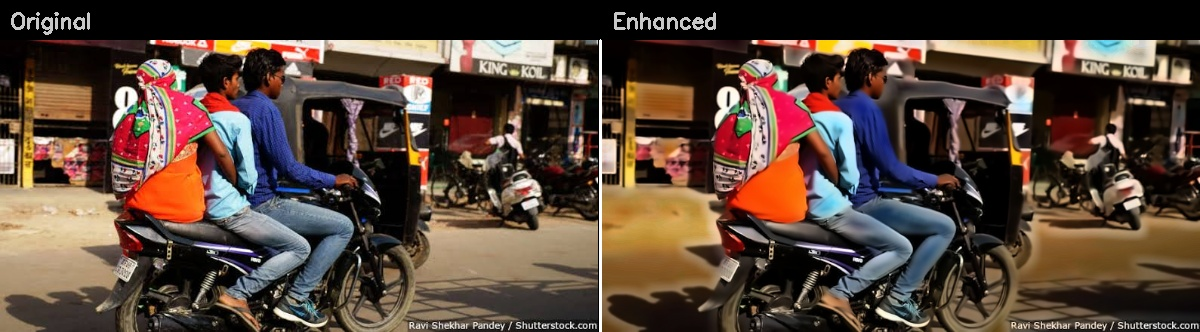 Original
Enhanced
KING KOIL
KING KOIL
Ravi Shekhar Pandey / Shutterstock.com
Ravi Shekhar Pandey / Shutterstock.com